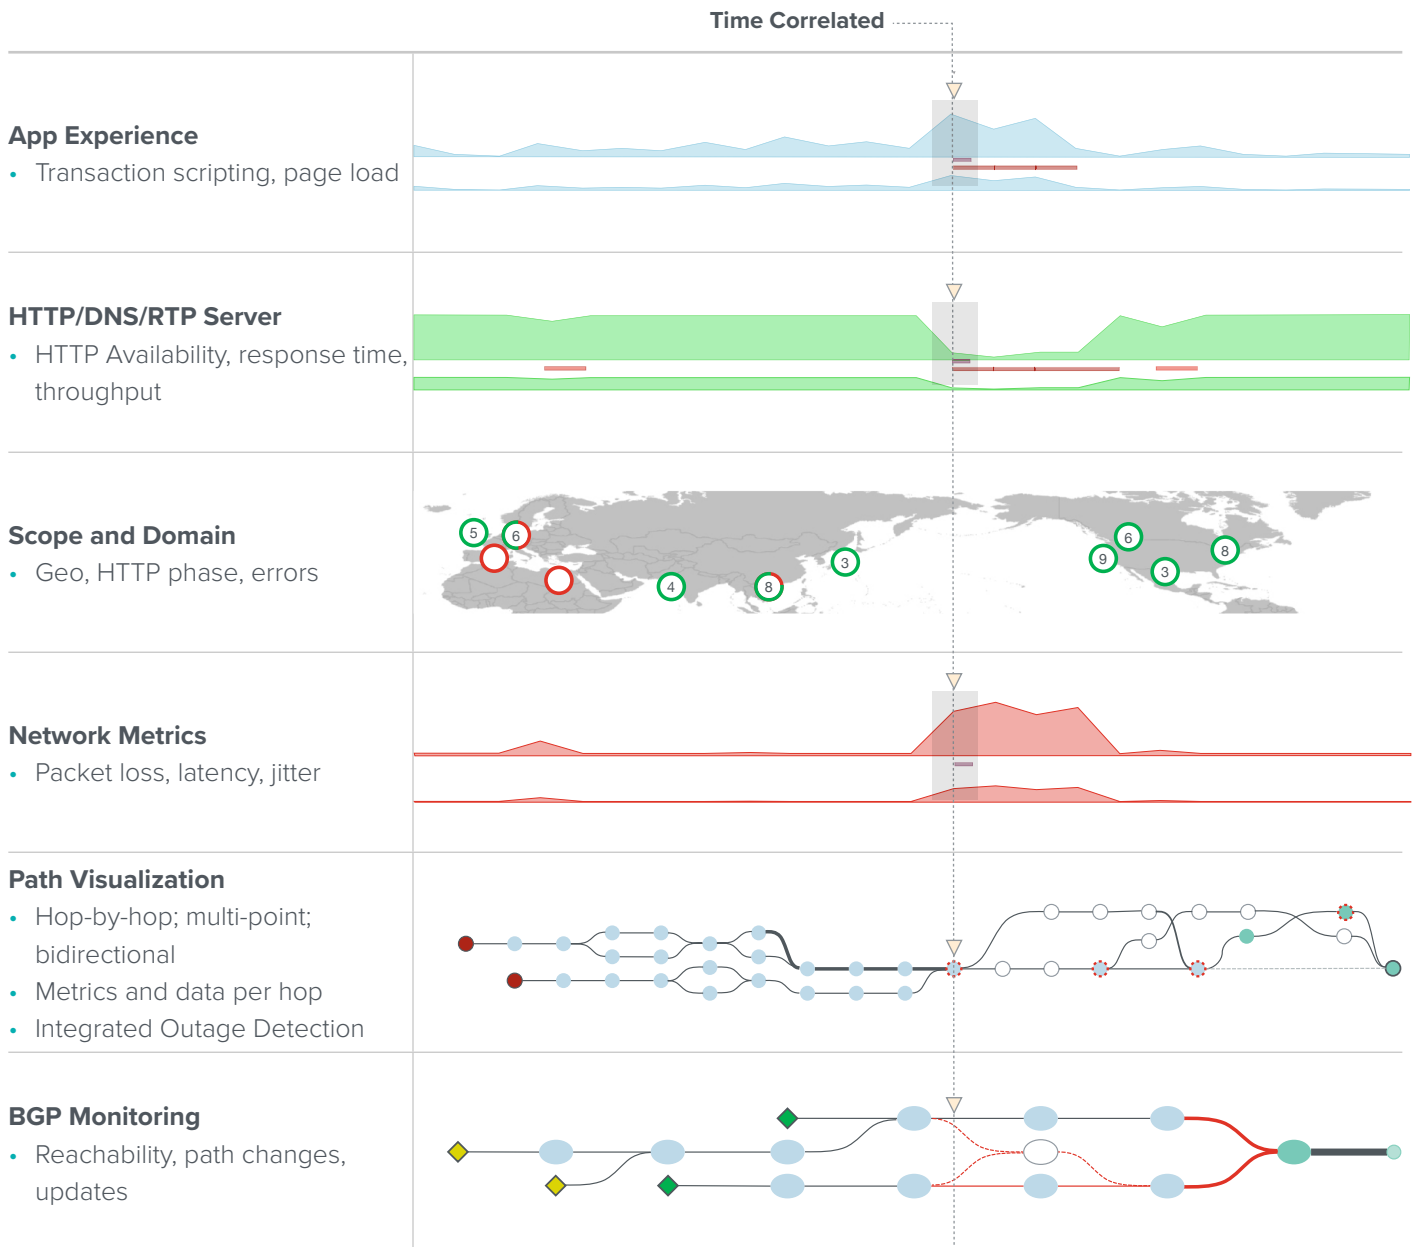 Time Correlated
App Experience
• Transaction scripting, page load
HTTP/DNS/RTP Server
• HTTP Availability, response time,
throughput
Scope and Domain
• Geo, HTTP phase, errors
5
6
4
8
3
6
9
3
8
Network Metrics
• Packet loss, latency, jitter
Path Visualization
• Hop-by-hop; multi-point;
bidirectional
• Metrics and data per hop
• Integrated Outage Detection
BGP Monitoring
• Reachability, path changes,
updates